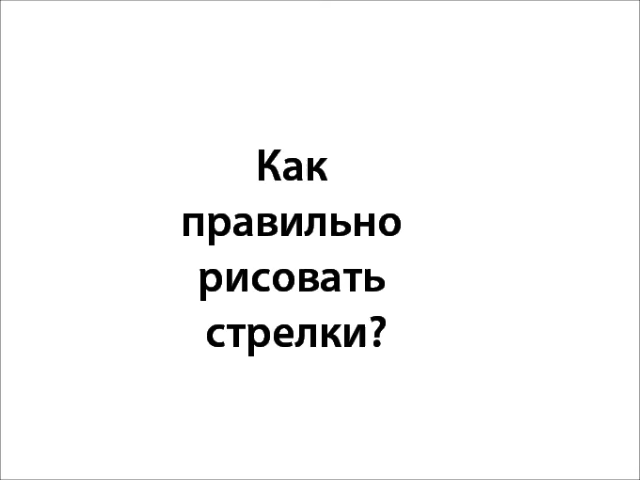 Как
правильно
рисовать
стрелки?